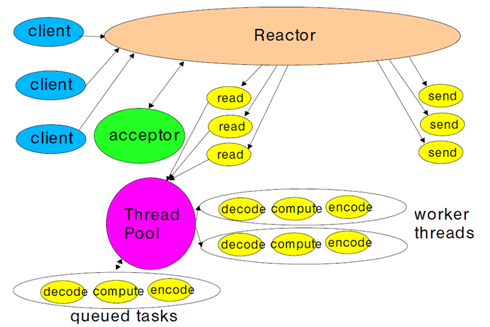 client
Reactor
client
client
acceptor
read
read
read
send
send
send
Thread
Pool
decode compute encode
decode compute encode
worker
threads
decode compute encode
queued tasks